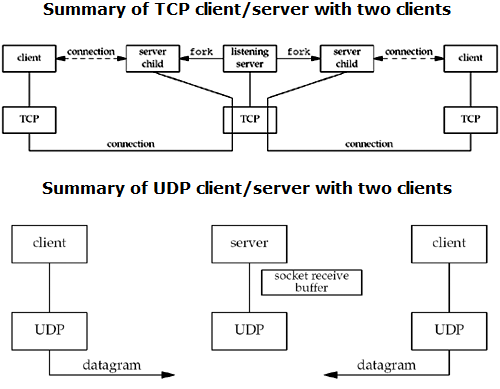 Summary of TCP client/server with two clients
client
connection
server
child
fork
listening
server
fork
server
child
connection
client
TCP
TCP
TCP
connection
connection
Summary of UDP client/server with two clients
client
server
client
socket receive
buffer
UDP
UDP
UDP
datagram
datagram